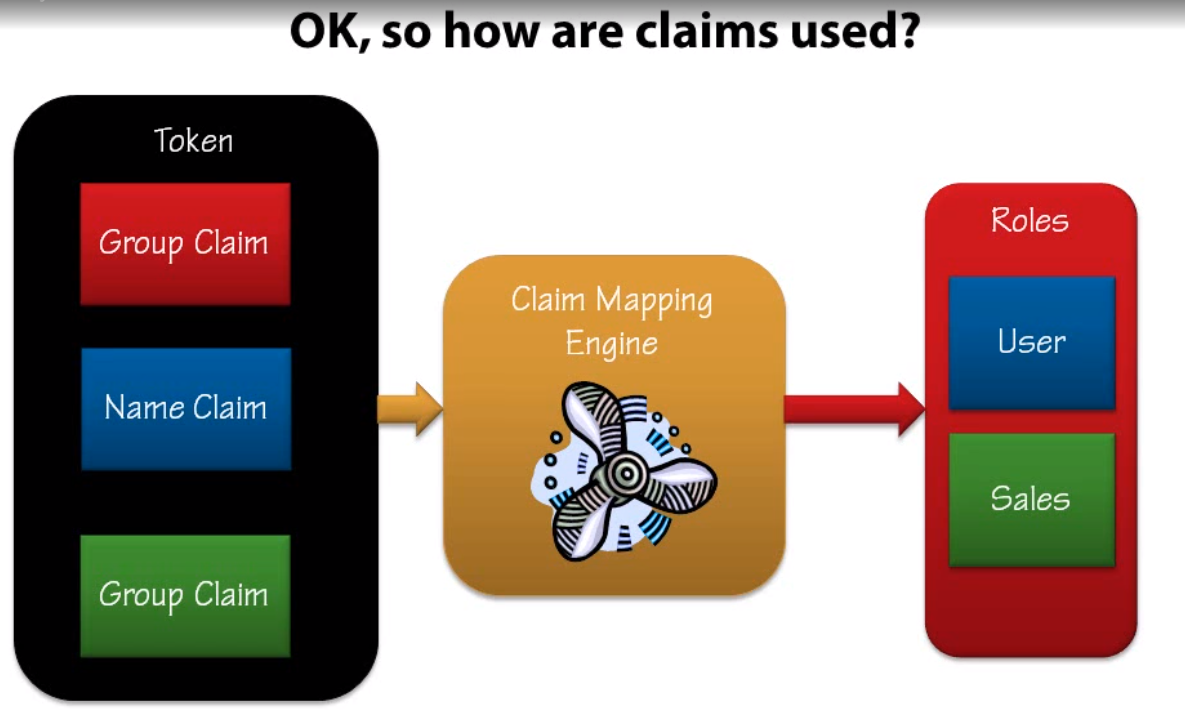 OK, so how are claims used?
Token
Group Claim
Name Claim
Group Claim
Claim Mapping
Engine
Roles
User
Sales